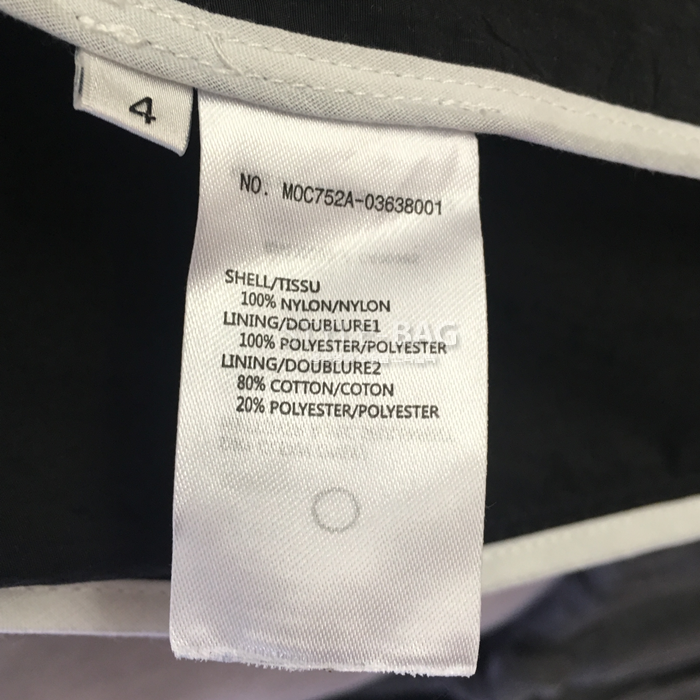 4
NO. MOC752A-03638001
SHELL/TISSU
100% NYLON/NYLON
LINING/DOUBLURE1
100% POLYESTER/POLYESTER
LINING/DOUBLURE2
80% COTTON/COTON
20% POLYESTER/POLYESTER
BAG